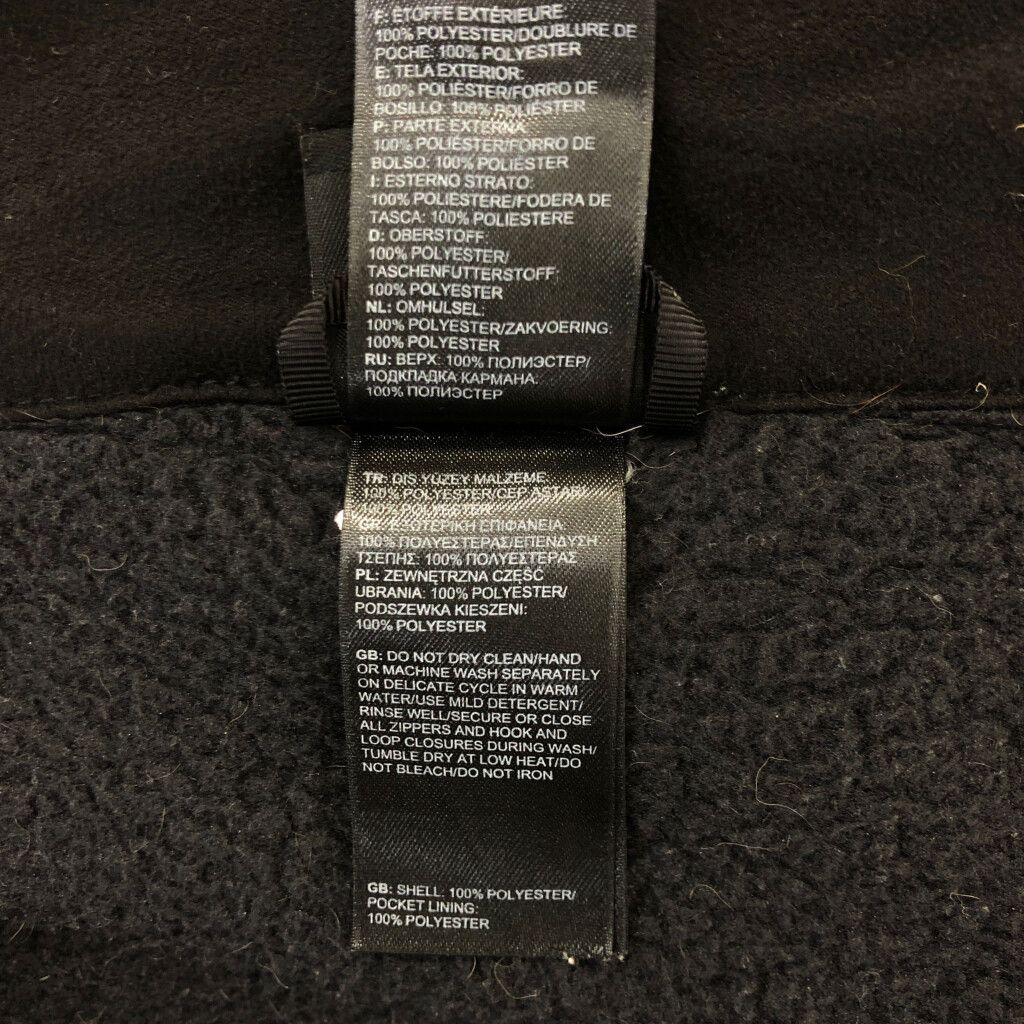 F: ÉTOFFE EXTÉRIEURE
100% POLYESTER/DOUBLURE DE
POCHE: 100% POLYESTER
E: TELA EXTERIOR:
100% POLIÉSTER/FORRO DE
BOSILLO: 100% POLIÉSTER
P: PARTE EXTERNA:
100% POLIÉSTER/FORRO DE
BOLSO: 100% POLIÉSTER
I: ESTERNO STRATO:
100% POLIESTERE/FODERA DE
TASCA: 100% POLIESTERE
D: OBERSTOFF:
100% POLYESTER/
TASCHENFUTTERSTOFF:
100% POLYESTER
NL: OMHULSEL:
100% POLYESTER/ZAKVOERING:
100% POLYESTER
RU: ВЕРХ: 100% ПОЛИЭСТЕР/
ПОДКЛАДКА КАРМАНА:
100% ПОЛИЭСТЕР
TR: DIS YUZEY MALZEME
100% POLYESTER/CEP ASTARI
100% POLYESTER
GR: ΕΞΩΤΕΡΙΚΗ ΕΠΙΦΑΝΕΙΑ:
100% ΠΟΛΥΕΣΤΕΡΑΣ/ΕΠΕΝΔΥΣΗ
ΤΣΕΠΗΣ: 100% ΠΟΛΥΕΣΤΕΡΑΣ
PL: ZEWNĘTRZNA CZĘŚĆ
UBRANIA: 100% POLYESTER/
PODSZEWKA KIESZENI:
100% POLYESTER
GB: DO NOT DRY CLEAN/HAND
OR MACHINE WASH SEPARATELY
ON DELICATE CYCLE IN WARM
WATER/USE MILD DETERGENT/
RINSE WELL/SECURE OR CLOSE
ALL ZIPPERS AND HOOK AND
LOOP CLOSURES DURING WASH/
TUMBLE DRY AT LOW HEAT/DO
NOT BLEACH/DO NOT IRON
GB: SHELL: 100% POLYESTER/
POCKET LINING:
100% POLYESTER